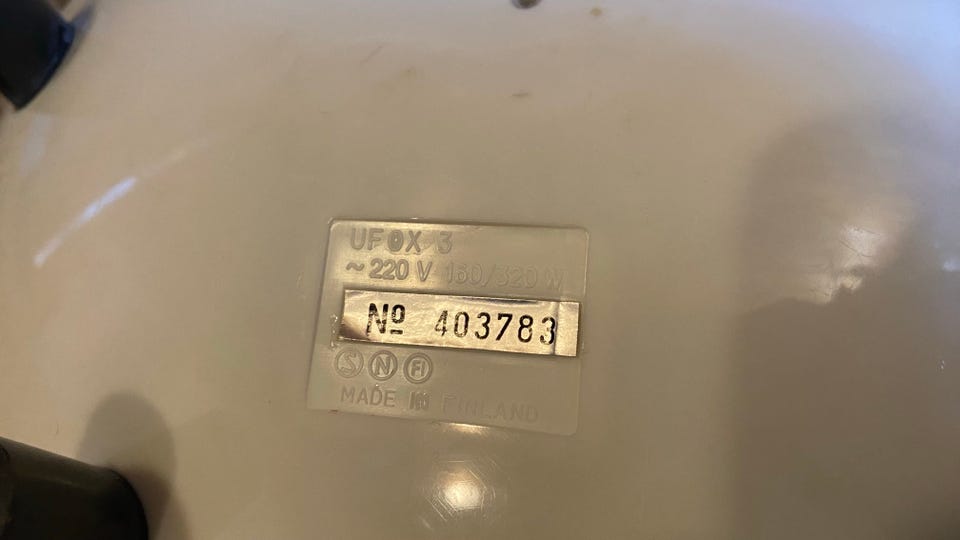 UFOX 3
~ 220 V 160/320 W
Nº 403783
S N FI
MADE IN FINLAND